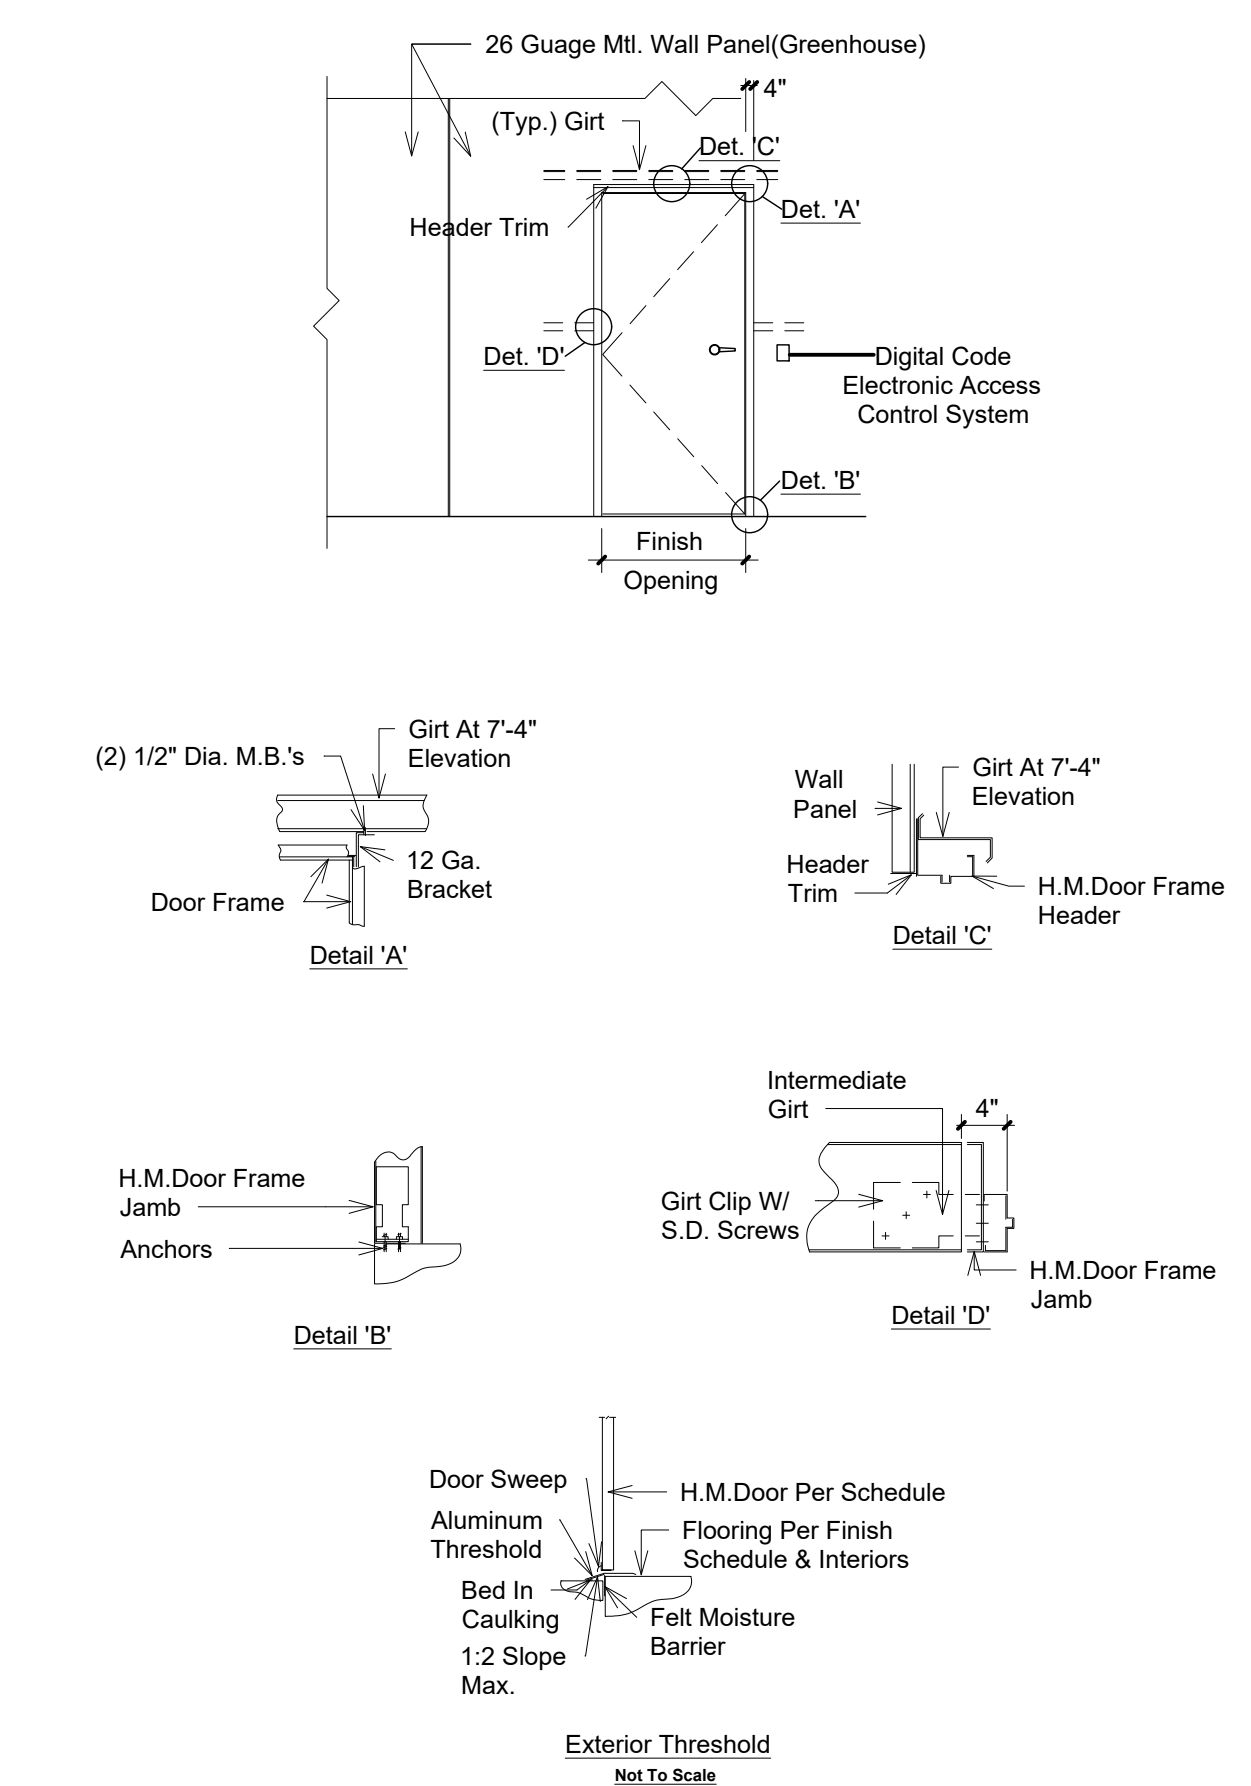 26 Guage Mtl. Wall Panel(Greenhouse)
4"
(Typ.) Girt
Det. 'C'
Det. 'A'
Header Trim
Det. 'D'
Digital Code
Electronic Access
Control System
Det. 'B'
Finish
Opening
(2) 1/2" Dia. M.B.'s
Girt At 7'-4"
Elevation
12 Ga.
Bracket
Door Frame
Detail 'A'
Wall
Panel
Girt At 7'-4"
Elevation
Header
Trim
H.M.Door Frame
Header
Detail 'C'
H.M.Door Frame
Jamb
Anchors
Detail 'B'
Intermediate
Girt
4"
Girt Clip W/
S.D. Screws
H.M.Door Frame
Jamb
Detail 'D'
Door Sweep
H.M.Door Per Schedule
Aluminum
Threshold
Flooring Per Finish
Schedule & Interiors
Bed In
Caulking
Felt Moisture
Barrier
1:2 Slope
Max.
Exterior Threshold
Not To Scale